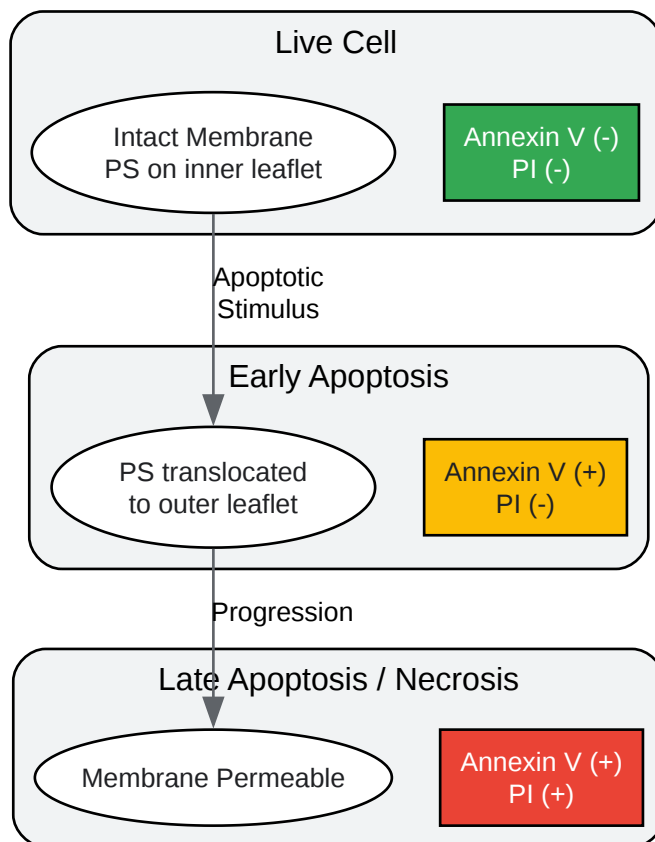 Live Cell
Intact Membrane
PS on inner leaflet
Annexin V (-)
PI (-)
Apoptotic
Stimulus
Early Apoptosis
PS translocated
to outer leaflet
Annexin V (+)
PI (-)
Progression
Late Apoptosis / Necrosis
Membrane Permeable
Annexin V (+)
PI (+)